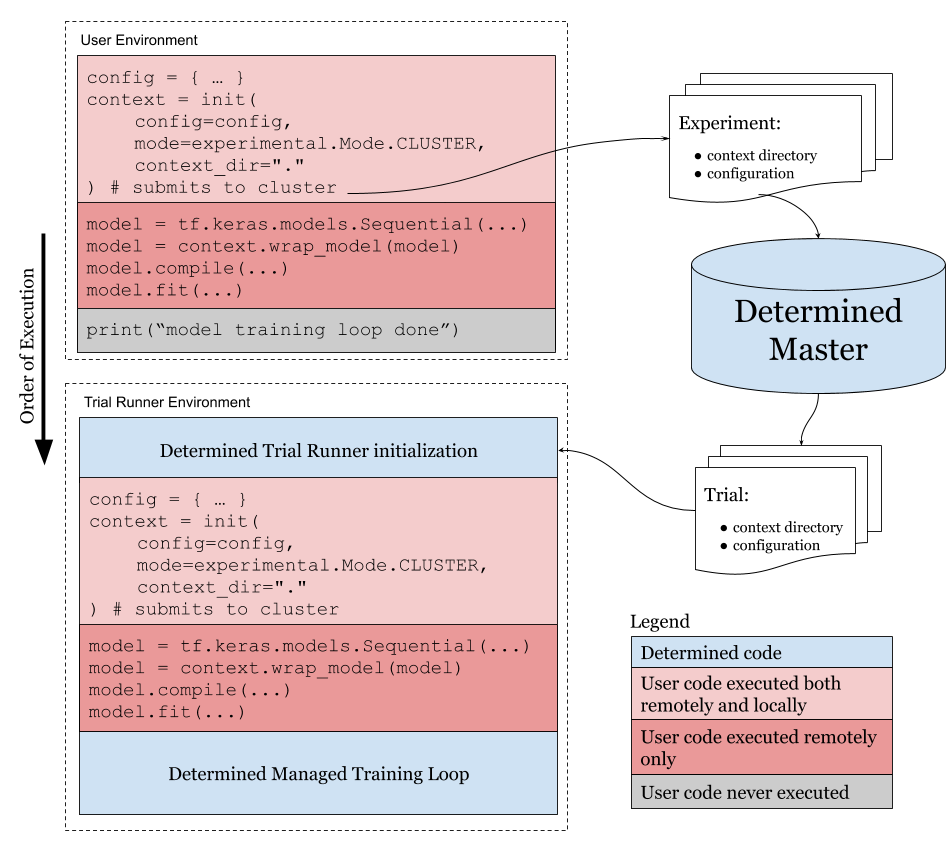 User Environment
config = { … }
context = init(
config=config,
mode=experimental.Mode.CLUSTER,
context_dir="."
) # submits to cluster
model = tf.keras.models.Sequential(...)
model = context.wrap_model(model)
model.compile(...)
model.fit(...)
print(“model training loop done”)
Order of Execution
Experiment:
● context directory
● configuration
Determined
Master
Trial:
● context directory
● configuration
Trial Runner Environment
Determined Trial Runner initialization
config = { … }
context = init(
config=config,
mode=experimental.Mode.CLUSTER,
context_dir="."
) # submits to cluster
model = tf.keras.models.Sequential(...)
model = context.wrap_model(model)
model.compile(...)
model.fit(...)
Determined Managed Training Loop
Legend
Determined code
User code executed both
remotely and locally
User code executed remotely
only
User code never executed